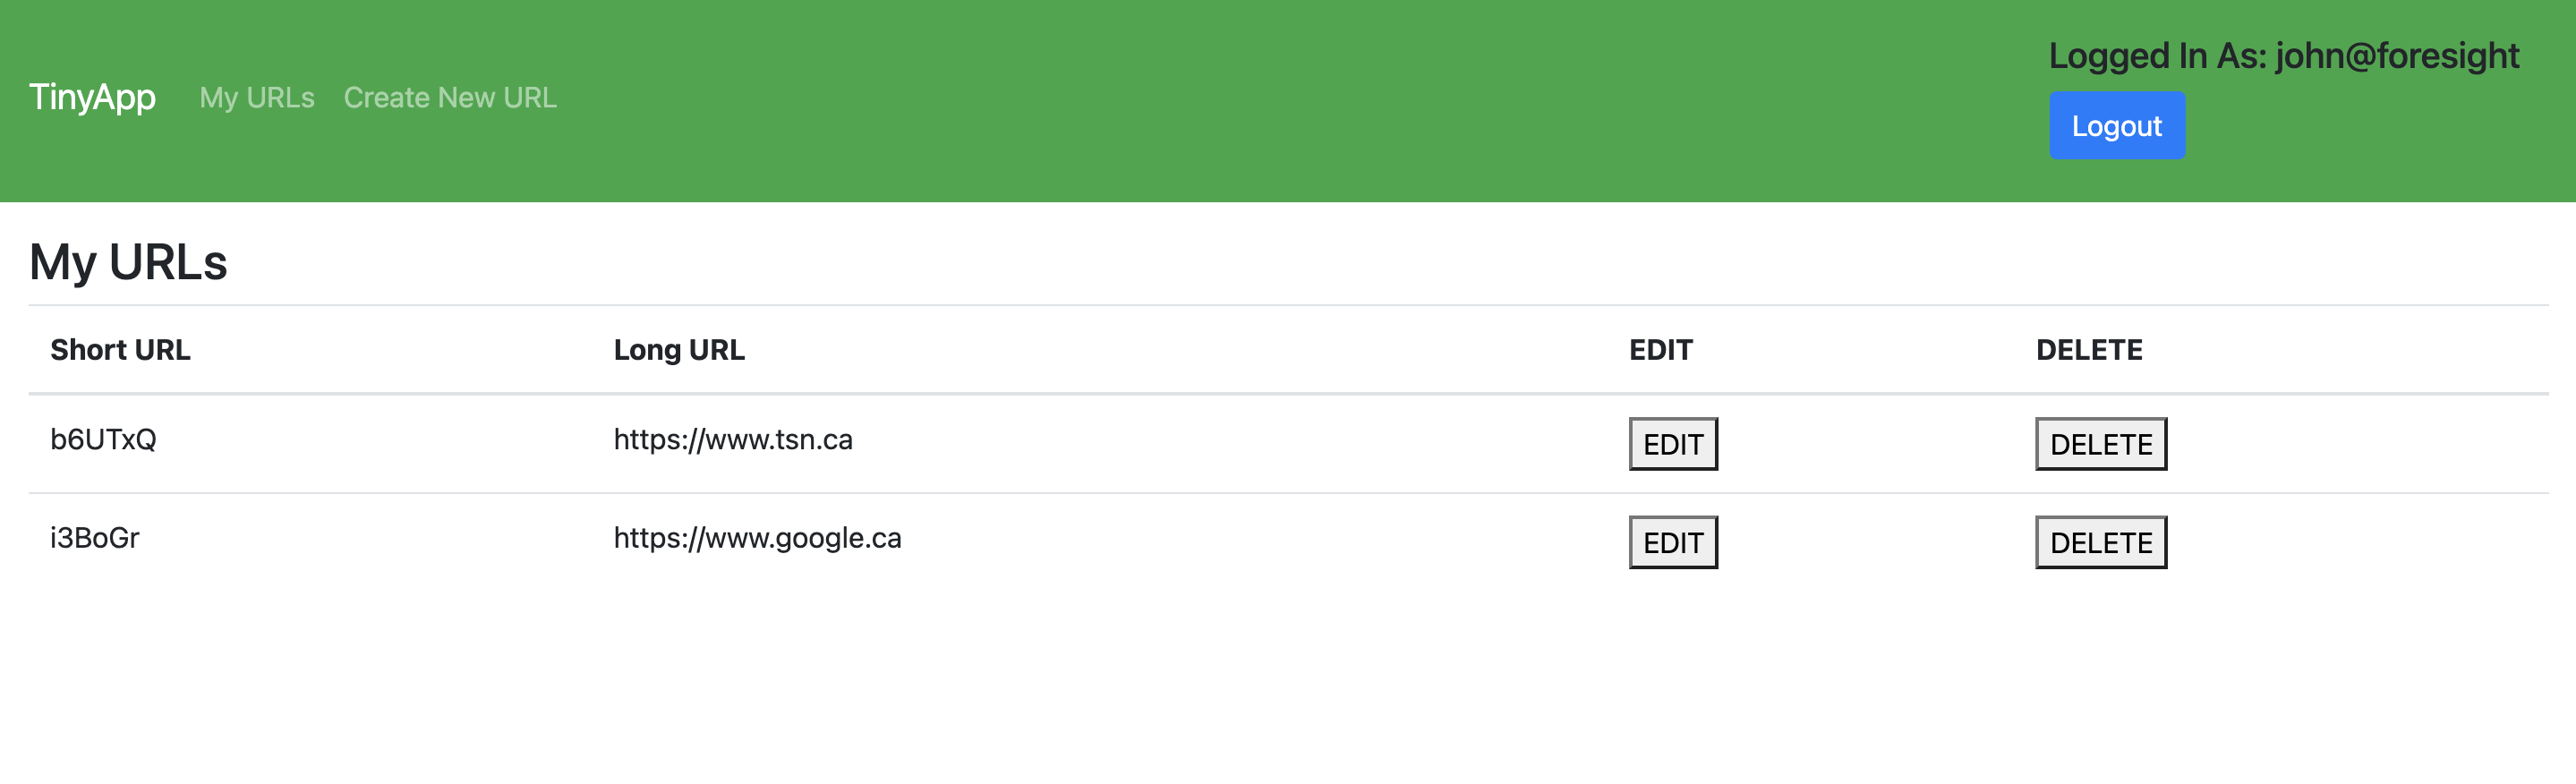 TinyApp My URLs Create New URL
Logged In As: john@foresight
Logout
My URLs
Short URL Long URL EDIT DELETE
b6UTxQ https://www.tsn.ca EDIT DELETE
i3BoGr https://www.google.ca EDIT DELETE